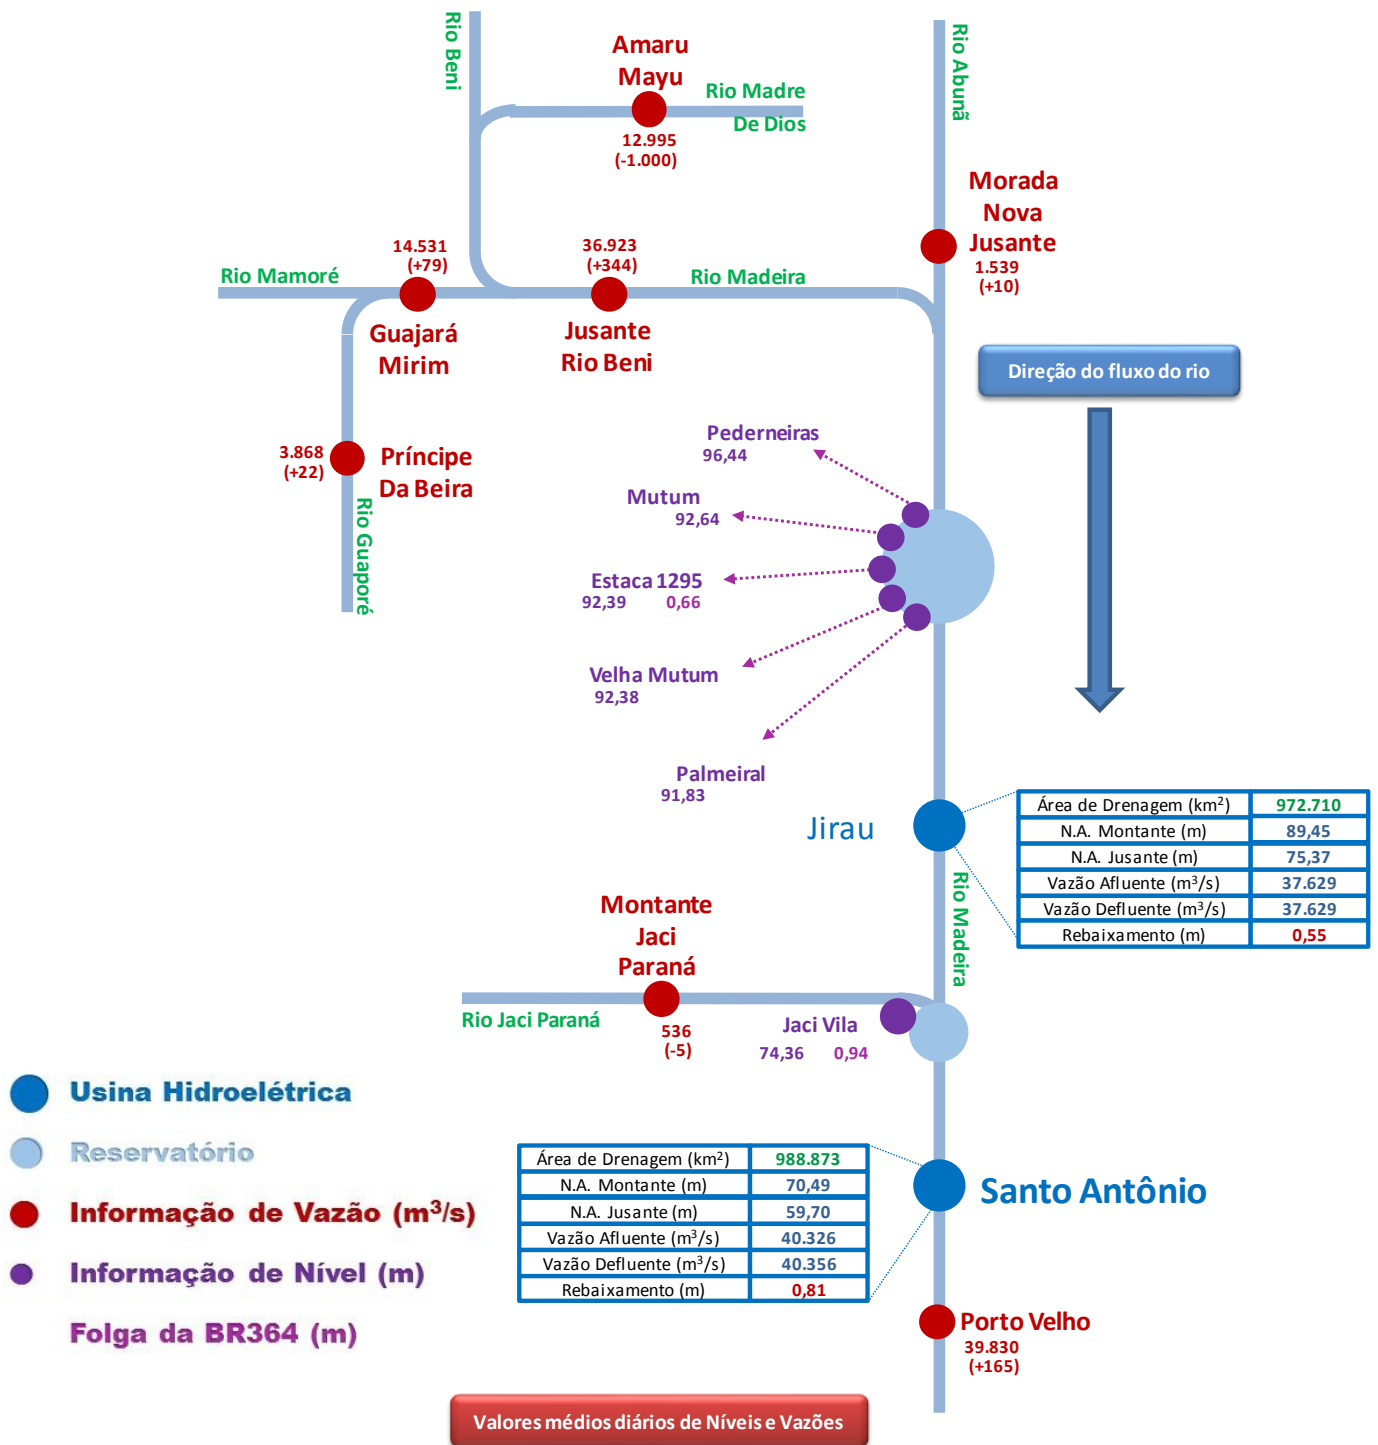 Rio Beni
Amaru
Mayu
Rio Madre
De Dios
12.995
(-1.000)
Rio Abunã
Morada
Nova
Jusante
1.539
(+10)
14.531
(+79)
36.923
(+344)
Rio Mamoré
Rio Madeira
Guajará
Mirim
Jusante
Rio Beni
Direção do fluxo do rio
3.868
(+22)
Príncipe
Da Beira
Rio Guaporé
Pederneiras
96,44
Mutum
92,64
Estaca 1295
92,39 0,66
Velha Mutum
92,38
Palmeiral
91,83
Jirau
Área de Drenagem (km²) 972.710
N.A. Montante (m) 89,45
N.A. Jusante (m) 75,37
Vazão Afluente (m³/s) 37.629
Vazão Defluente (m³/s) 37.629
Rebaixamento (m) 0,55
Rio Madeira
Montante
Jaci
Paraná
Rio Jaci Paraná
536
(-5)
Jaci Vila
74,36 0,94
Usina Hidroelétrica
Reservatório
Informação de Vazão (m³/s)
Informação de Nível (m)
Folga da BR364 (m)
Área de Drenagem (km²) 988.873
N.A. Montante (m) 70,49
N.A. Jusante (m) 59,70
Vazão Afluente (m³/s) 40.326
Vazão Defluente (m³/s) 40.356
Rebaixamento (m) 0,81
Santo Antônio
Porto Velho
39.830
(+165)
Valores médios diários de Níveis e Vazões